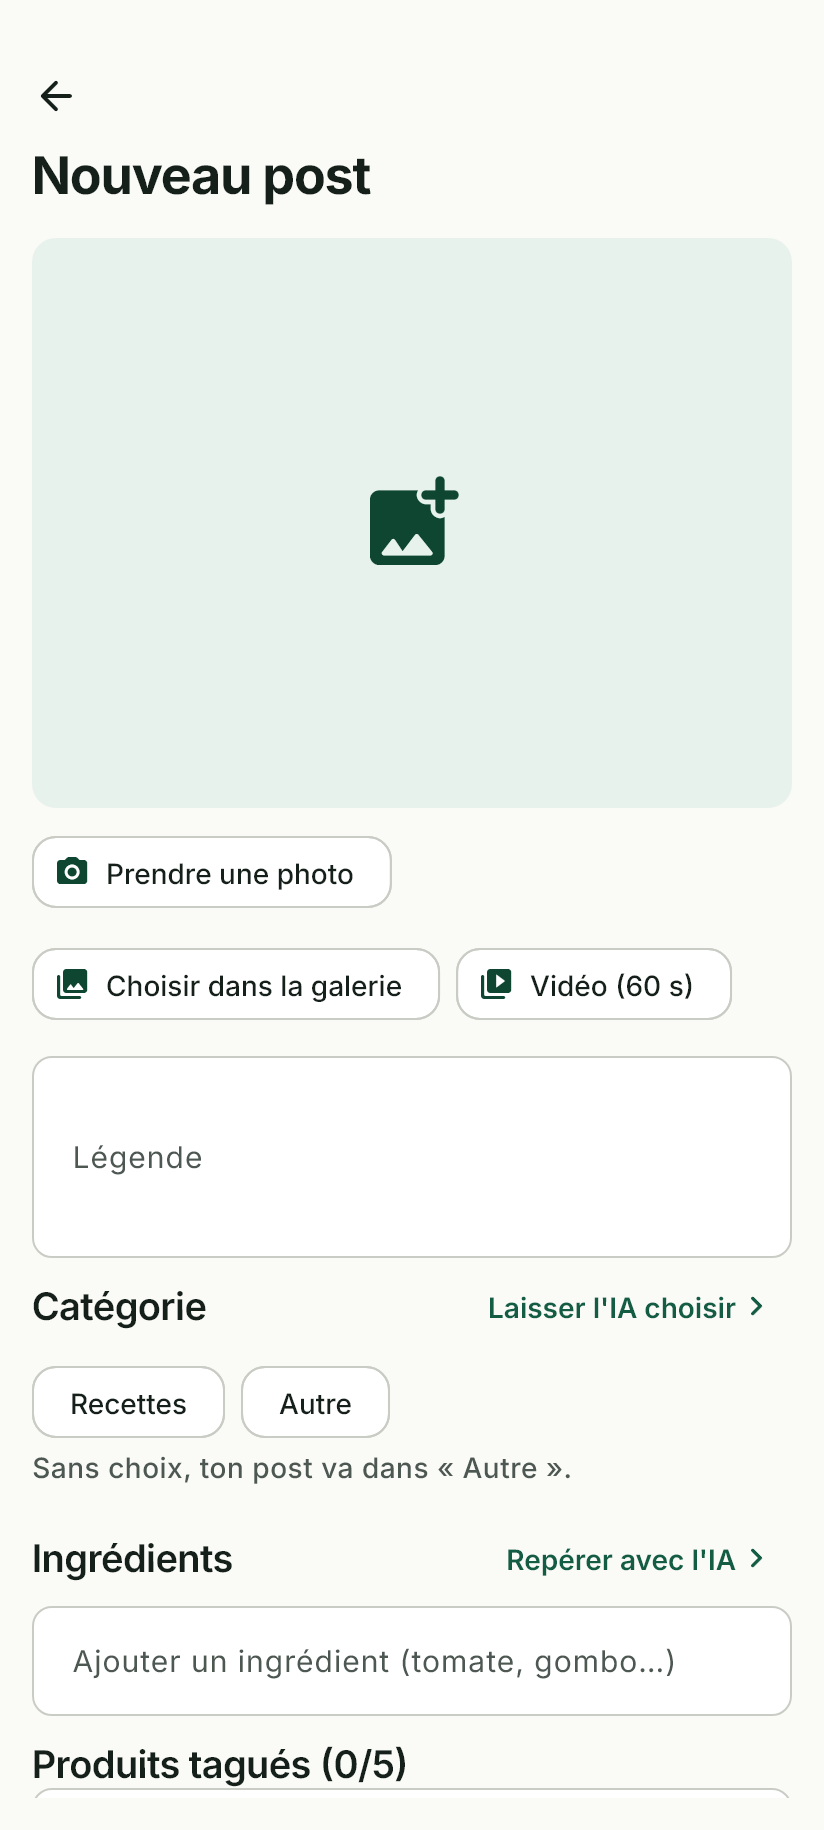 Nouveau post
Prendre une photo
Choisir dans la galerie
Vidéo (60 s)
Légende
Catégorie
Laisser l'IA choisir
Recettes
Autre
Sans choix, ton post va dans « Autre ».
Ingrédients
Repérer avec l'IA
Ajouter un ingrédient (tomate, gombo…)
Produits tagués (0/5)